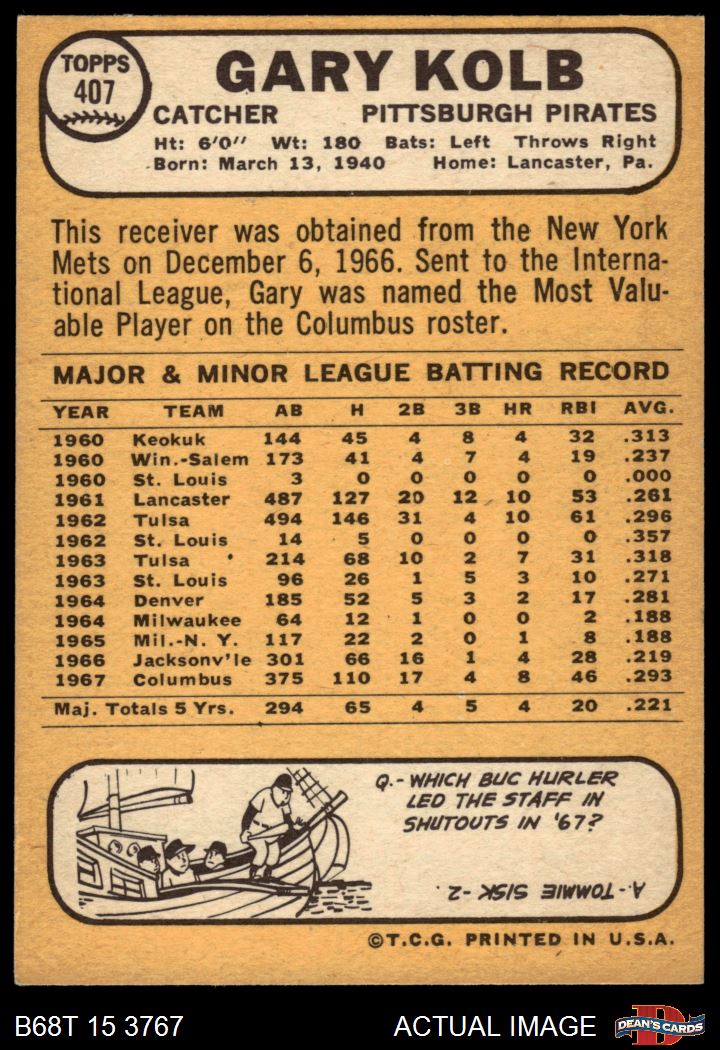 TOPPS
407
GARY KOLB
CATCHER PITTSBURGH PIRATES
Ht: 6'0" Wt: 180 Bats: Left Throws Right
Born: March 13, 1940 Home: Lancaster, Pa.
This receiver was obtained from the New York
Mets on December 6, 1966. Sent to the Interna-
tional League, Gary was named the Most Valu-
able Player on the Columbus roster.
MAJOR & MINOR LEAGUE BATTING RECORD
YEAR TEAM AB H 2B 3B HR RBI AVG.
1960 Keokuk 144 45 4 8 4 32 .313
1960 Win.-Salem 173 41 4 7 4 19 .237
1960 St. Louis 3 0 0 0 0 0 .000
1961 Lancaster 487 127 20 12 10 53 .261
1962 Tulsa 494 146 31 4 10 61 .296
1962 St. Louis 14 5 0 0 0 0 .357
1963 Tulsa 214 68 10 2 7 31 .318
1963 St. Louis 96 26 1 5 3 10 .271
1964 Denver 185 52 5 3 2 17 .281
1964 Milwaukee 64 12 1 0 0 2 .188
1965 Mil.-N. Y. 117 22 2 0 1 8 .188
1966 Jacksonv'le 301 66 16 1 4 28 .219
1967 Columbus 375 110 17 4 8 46 .293
Maj. Totals 5 Yrs. 294 65 4 5 4 20 .221
Q.- WHICH BUC HURLER
LED THE STAFF IN
SHUTOUTS IN '67?
A- TOMMIE SISK-2.
©T.C.G. PRINTED IN U.S.A.
B68T 15 3767 ACTUAL IMAGE DEAN'S CARDS